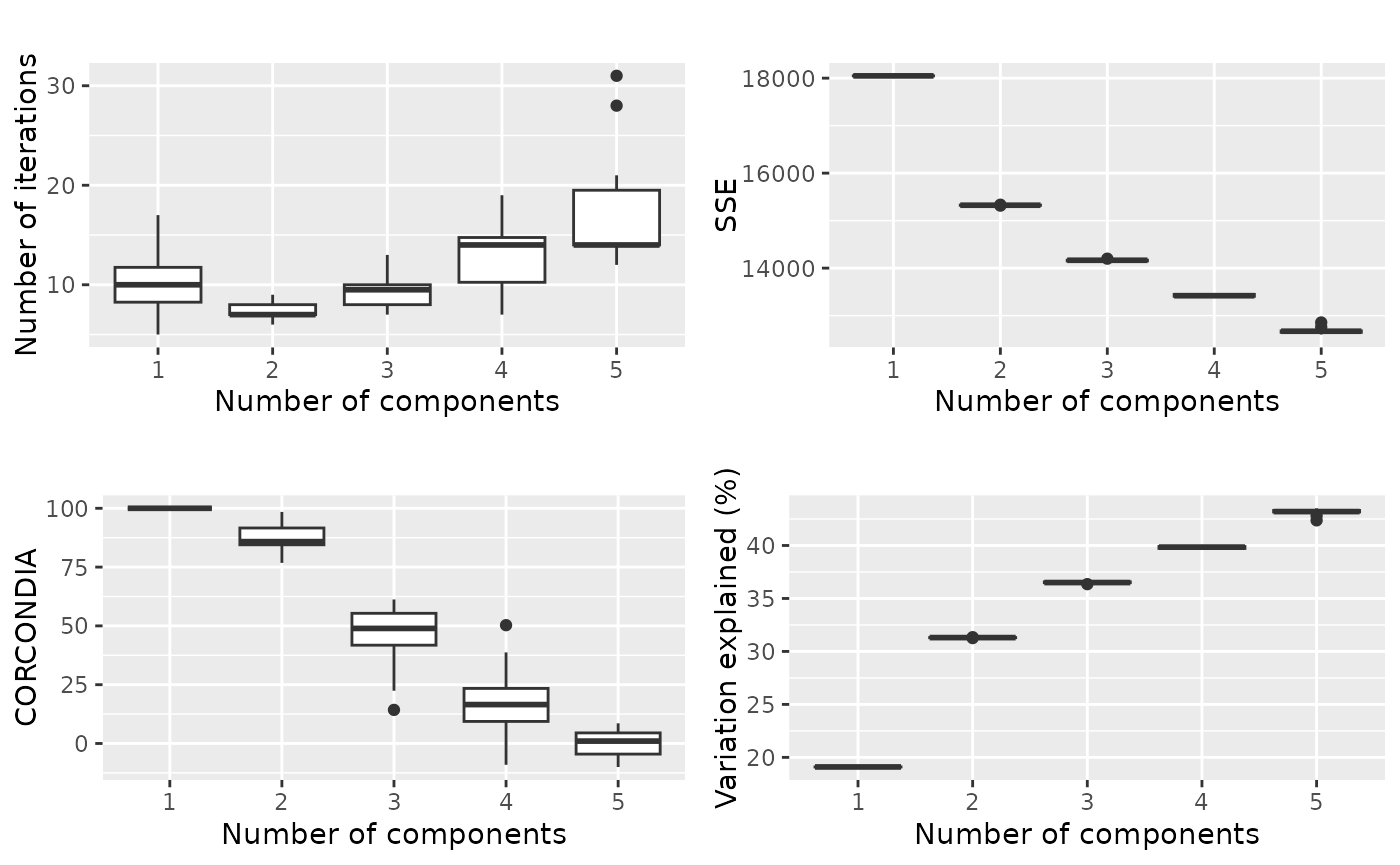 Number of iterations
30
20
10
1 2 3 4 5
Number of components
SSE
18000
16000
14000
1 2 3 4 5
Number of components
CORCONDIA
100
75
50
25
0
1 2 3 4 5
Number of components
Variation explained (%)
40
35
30
25
20
1 2 3 4 5
Number of components